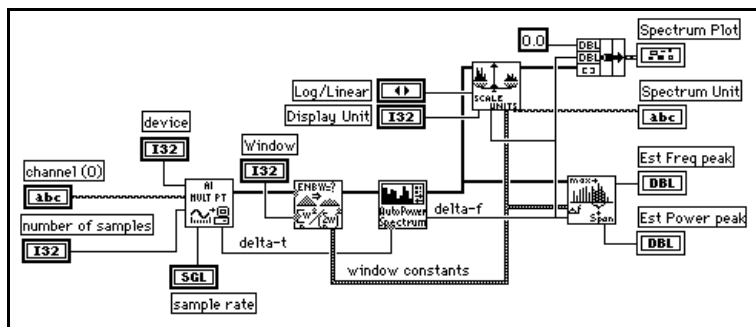 Spectrum Plot
0.0
DBL
DBL
Log/Linear
SCALE
UNITS
Spectrum Unit
abc
Display Unit
I32
device
I32
Window
I32
Est Freq peak
DBL
channel (0)
abc
AI
MULT PT
ENBW=?
AutoPower
Spectrum
max→
Δf
Span
delta-f
Est Power peak
DBL
number of samples
I32
delta-t
window constants
SGL
sample rate